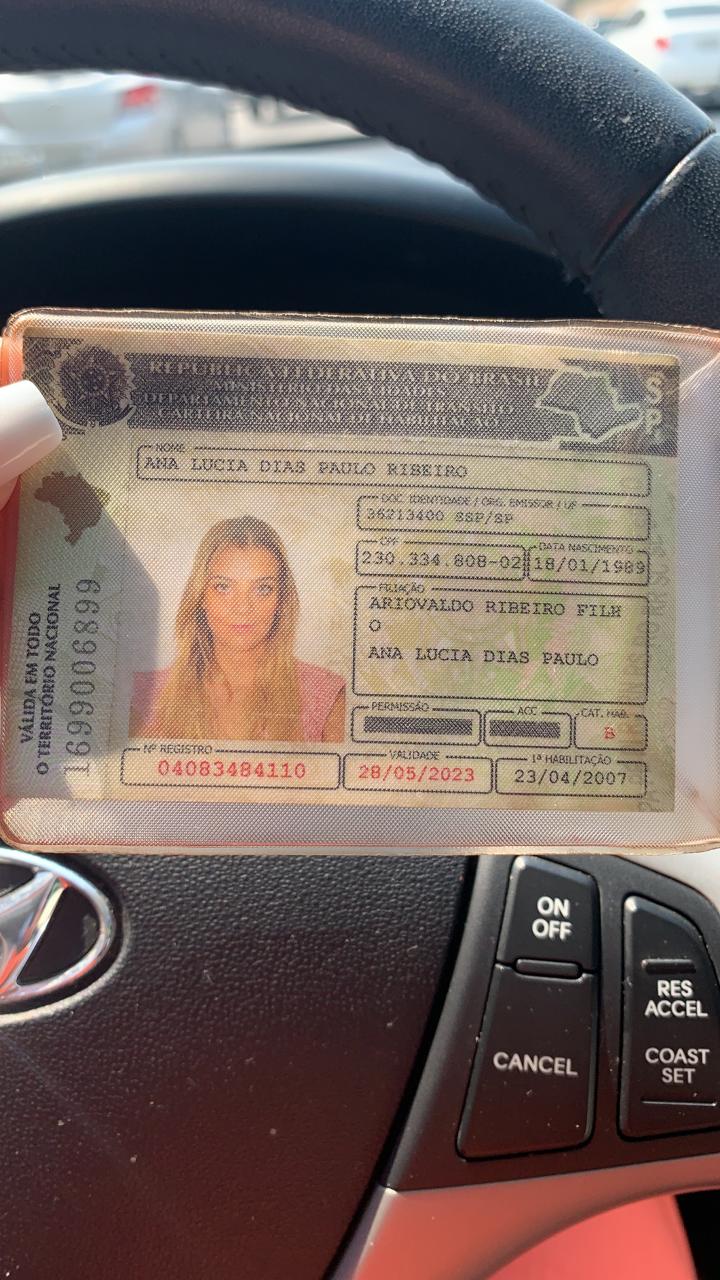 REPÚBLICA FEDERATIVA DO BRASIL
MINISTÉRIO DAS CIDADES
DEPARTAMENTO NACIONAL DE TRÂNSITO
CARTEIRA NACIONAL DE HABILITAÇÃO
SP
NOME
ANA LUCIA DIAS PAULO RIBEIRO
DOC. IDENTIDADE / ÓRG. EMISSOR / UF
36213400 SSP/SP
CPF
230.334.808-02
DATA NASCIMENTO
18/01/1989
FILIAÇÃO
ARIOVALDO RIBEIRO FILH
O
ANA LUCIA DIAS PAULO
PERMISSÃO
ACC
CAT. HAB.
B
Nº REGISTRO
04083484110
VALIDADE
28/05/2023
1ª HABILITAÇÃO
23/04/2007
VÁLIDA EM TODO
O TERRITÓRIO NACIONAL
1699006899
ON
OFF
CANCEL
RES
ACCEL
COAST
SET